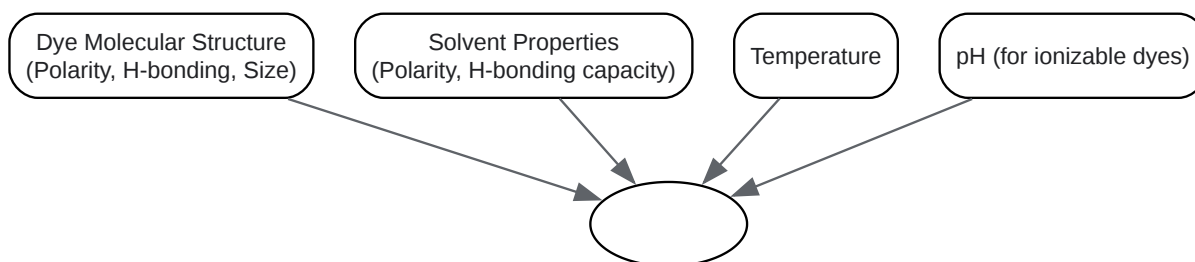 Dye Molecular Structure
(Polarity, H-bonding, Size)
Solvent Properties
(Polarity, H-bonding capacity)
Temperature
pH (for ionizable dyes)